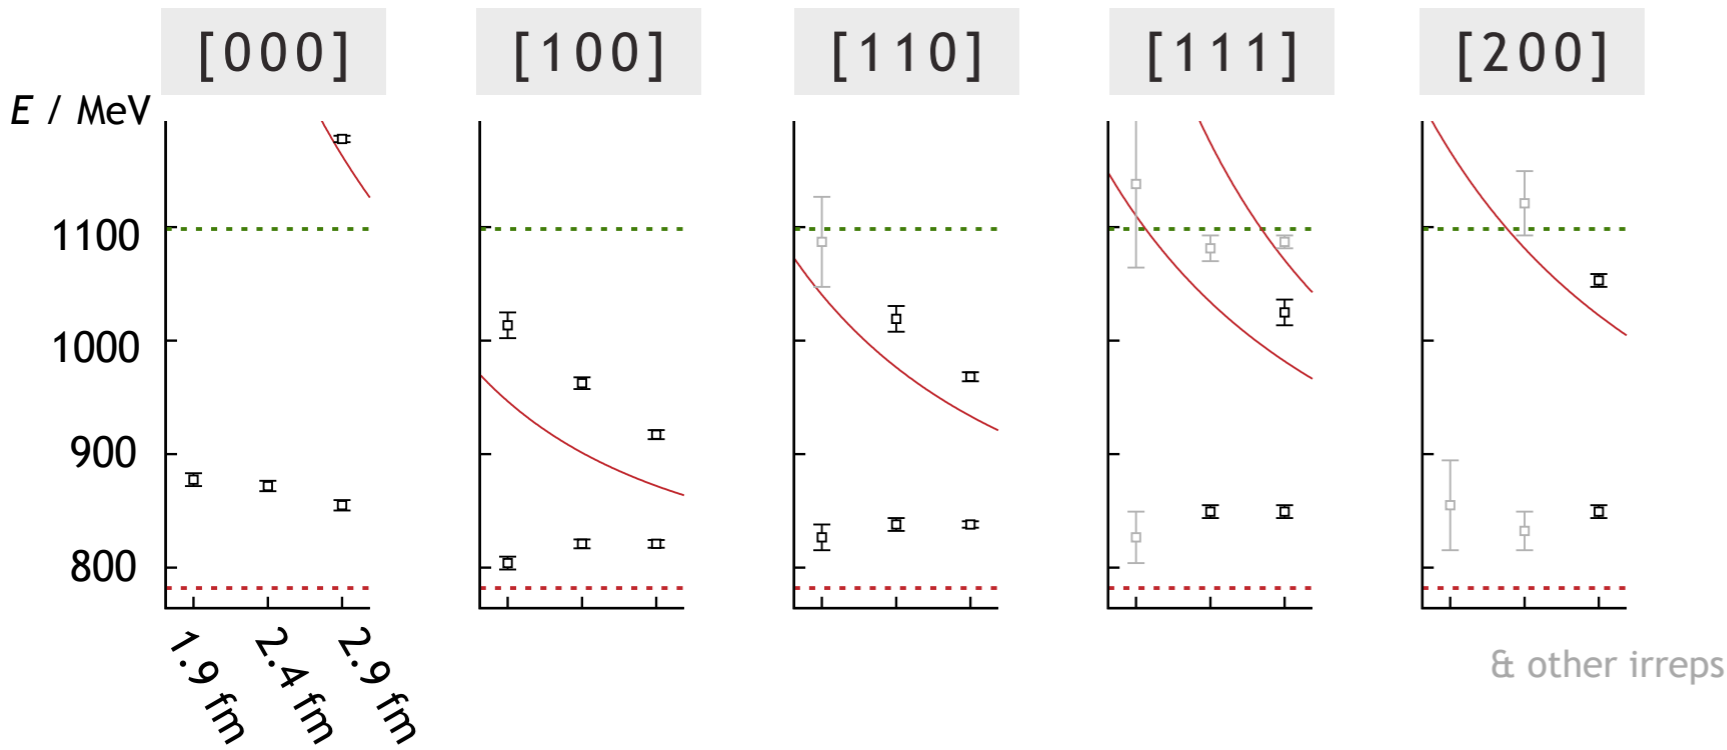 [000] [100] [110] [111] [200]
E / MeV
1100
1000
900
800
1.9 fm
2.4 fm
2.9 fm
& other irreps